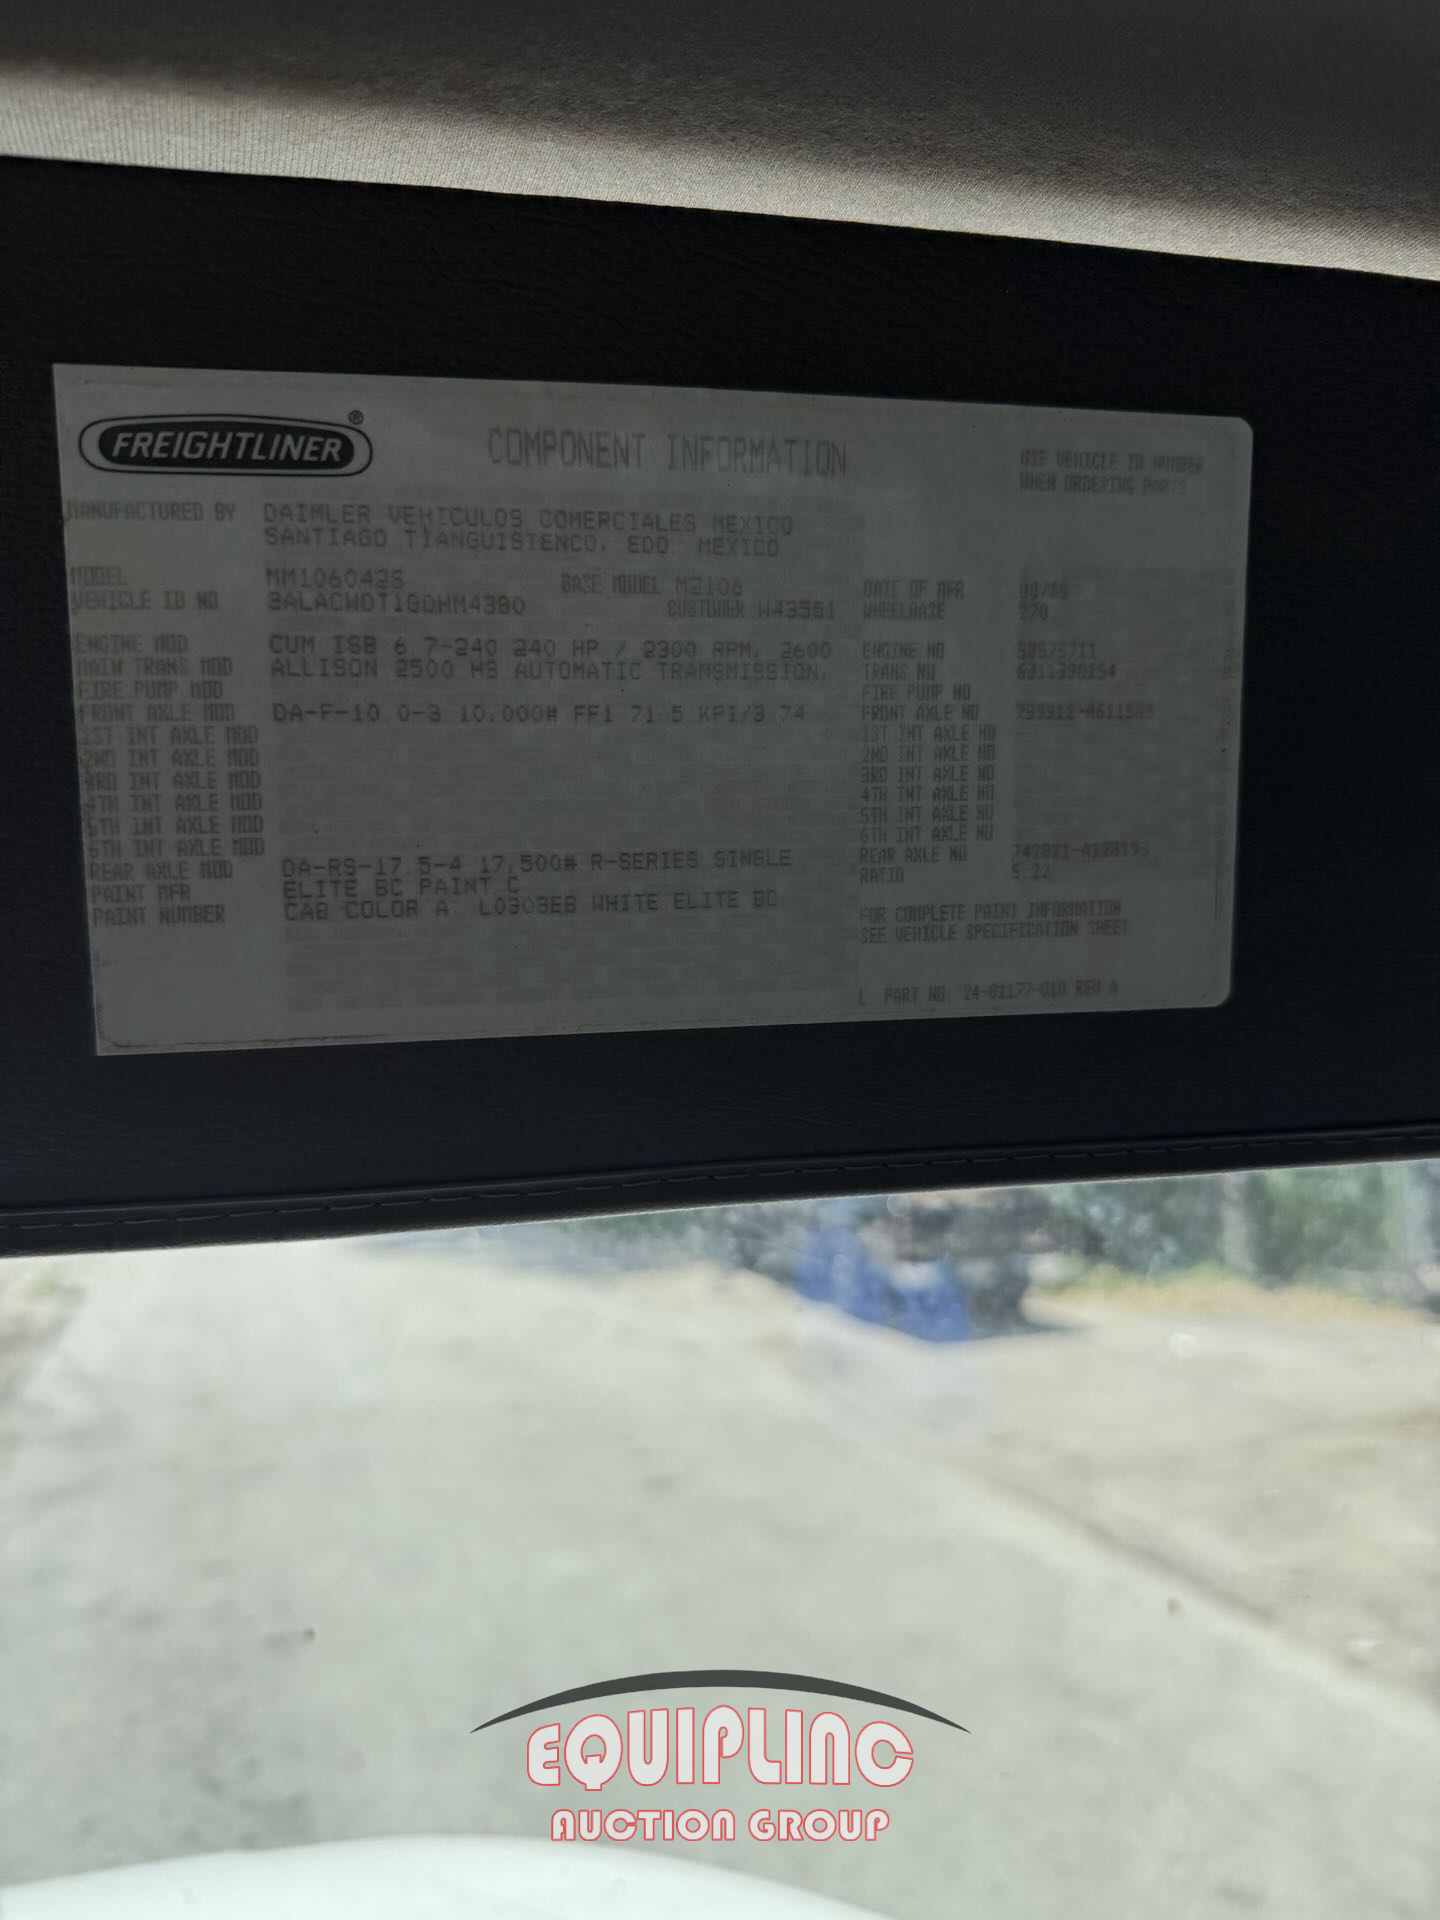 FREIGHTLINER®
COMPONENT INFORMATION
USE VEHICLE ID NUMBER
WHEN ORDERING PARTS
MANUFACTURED BY DAIMLER VEHICULOS COMERCIALES MEXICO
SANTIAGO TIANGUISTENCO, EDO. MEXICO
MODEL MM106042S BASE MODEL M2106 DATE OF MFR
VEHICLE ID NO 3ALACWDT1GDHM4380 CUSTOMER W43551 WHEELBASE 270
ENGINE MOD CUM ISB 6.7-240 240 HP / 2300 RPM, 2600 ENGINE NO
MAIN TRANS MOD ALLISON 2500 HS AUTOMATIC TRANSMISSION, TRANS NO 6311390154
FIRE PUMP MOD FIRE PUMP NO
FRONT AXLE MOD DA-F-10.0-3 10,000# FF1 71.5 KPI/3.74 FRONT AXLE NO
1ST INT AXLE MOD 1ST INT AXLE NO
2ND INT AXLE MOD 2ND INT AXLE NO
3RD INT AXLE MOD 3RD INT AXLE NO
4TH INT AXLE MOD 4TH INT AXLE NO
5TH INT AXLE MOD 5TH INT AXLE NO
6TH INT AXLE MOD 6TH INT AXLE NO
REAR AXLE MOD DA-RS-17.5-4 17,500# R-SERIES SINGLE REAR AXLE NO
PAINT MFR ELITE BC PAINT C RATIO
PAINT NUMBER CAB COLOR A: L0303EB WHITE ELITE BC
FOR COMPLETE PAINT INFORMATION
SEE VEHICLE SPECIFICATION SHEET
L PART NO. 24-01177-010 REV A
EQUIPLINC
AUCTION GROUP